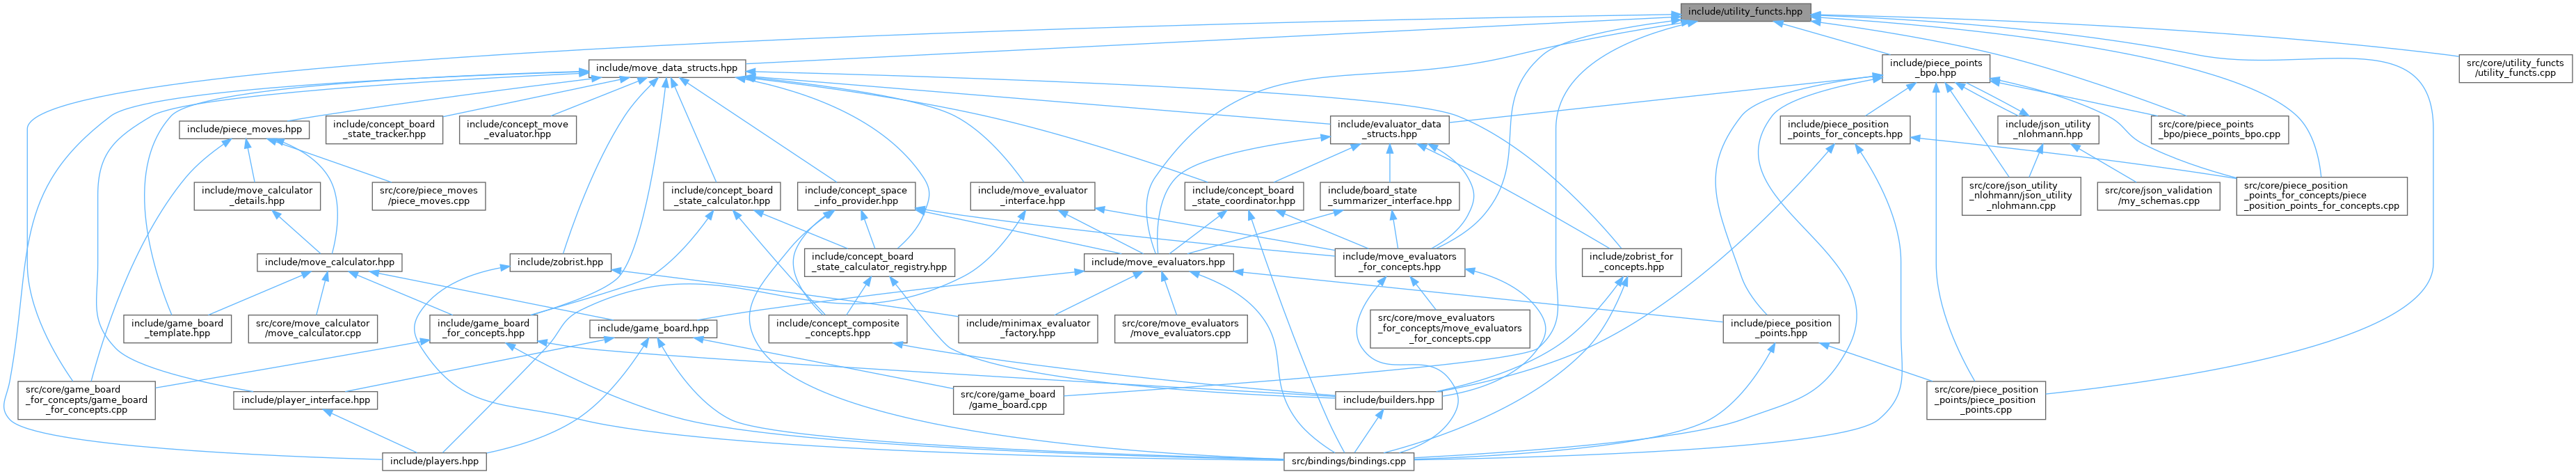 include/utility_functs.hpp
include/move_data_structs.hpp
include/piece_points
_bpo.hpp
src/core/utility_functs
/utility_functs.cpp
include/piece_moves.hpp
include/concept_board
_state_tracker.hpp
include/concept_move
_evaluator.hpp
include/evaluator_data
_structs.hpp
include/piece_position
_points_for_concepts.hpp
include/json_utility
_nlohmann.hpp
src/core/piece_points
_bpo/piece_points_bpo.cpp
include/move_calculator
_details.hpp
src/core/piece_moves
/piece_moves.cpp
include/concept_board
_state_calculator.hpp
include/concept_space
_info_provider.hpp
include/move_evaluator
_interface.hpp
include/concept_board
_state_coordinator.hpp
include/board_state
_summarizer_interface.hpp
src/core/json_utility
_nlohmann/json_utility
_nlohmann.cpp
src/core/json_validation
/my_schemas.cpp
src/core/piece_position
_points_for_concepts/piece
_position_points_for_concepts.cpp
include/move_calculator.hpp
include/zobrist.hpp
include/concept_board
_state_calculator_registry.hpp
include/move_evaluators.hpp
include/move_evaluators
_for_concepts.hpp
include/zobrist_for
_concepts.hpp
include/game_board
_template.hpp
src/core/move_calculator
/move_calculator.cpp
include/game_board
_for_concepts.hpp
include/game_board.hpp
include/concept_composite
_concepts.hpp
include/minimax_evaluator
_factory.hpp
src/core/move_evaluators
/move_evaluators.cpp
src/core/move_evaluators
_for_concepts/move_evaluators
_for_concepts.cpp
include/piece_position
_points.hpp
src/core/game_board
_for_concepts/game_board
_for_concepts.cpp
include/player_interface.hpp
src/core/game_board
/game_board.cpp
include/builders.hpp
src/core/piece_position
_points/piece_position
_points.cpp
include/players.hpp
src/bindings/bindings.cpp